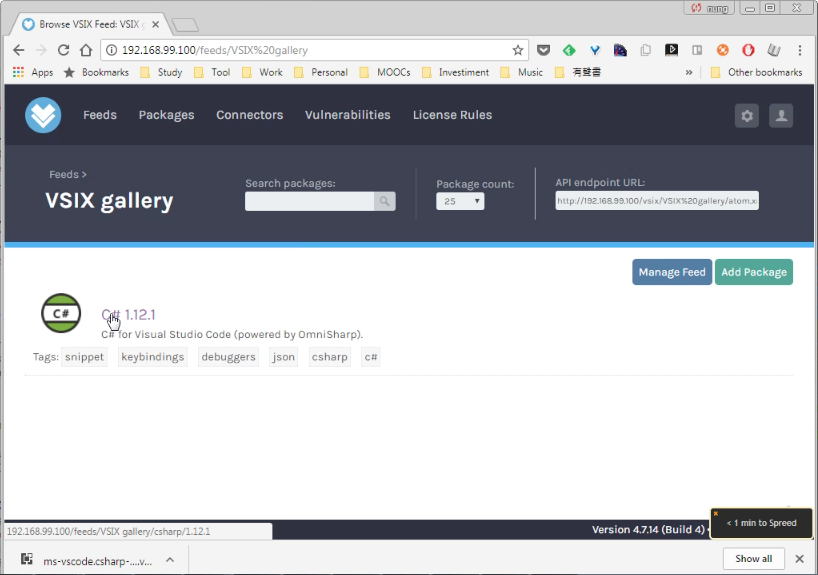 nung
Browse VSIX Feed: VSIX g
192.168.99.100/feeds/VSIX%20gallery
Apps Bookmarks Study Tool Work Personal MOOCs Investiment Music 有聲書 » Other bookmarks
Feeds Packages Connectors Vulnerabilities License Rules
Feeds >
VSIX gallery
Search packages:
Package count:
25
API endpoint URL:
http://192.168.99.100/vsix/VSIX%20gallery/atom.x
Manage Feed Add Package
C#
C# 1.12.1
C# for Visual Studio Code (powered by OmniSharp).
Tags: snippet keybindings debuggers json csharp c#
192.168.99.100/feeds/VSIX gallery/csharp/1.12.1
Version 4.7.14 (Build 4) •
< 1 min to Spreed
ms-vscode.csharp-....v...
Show all